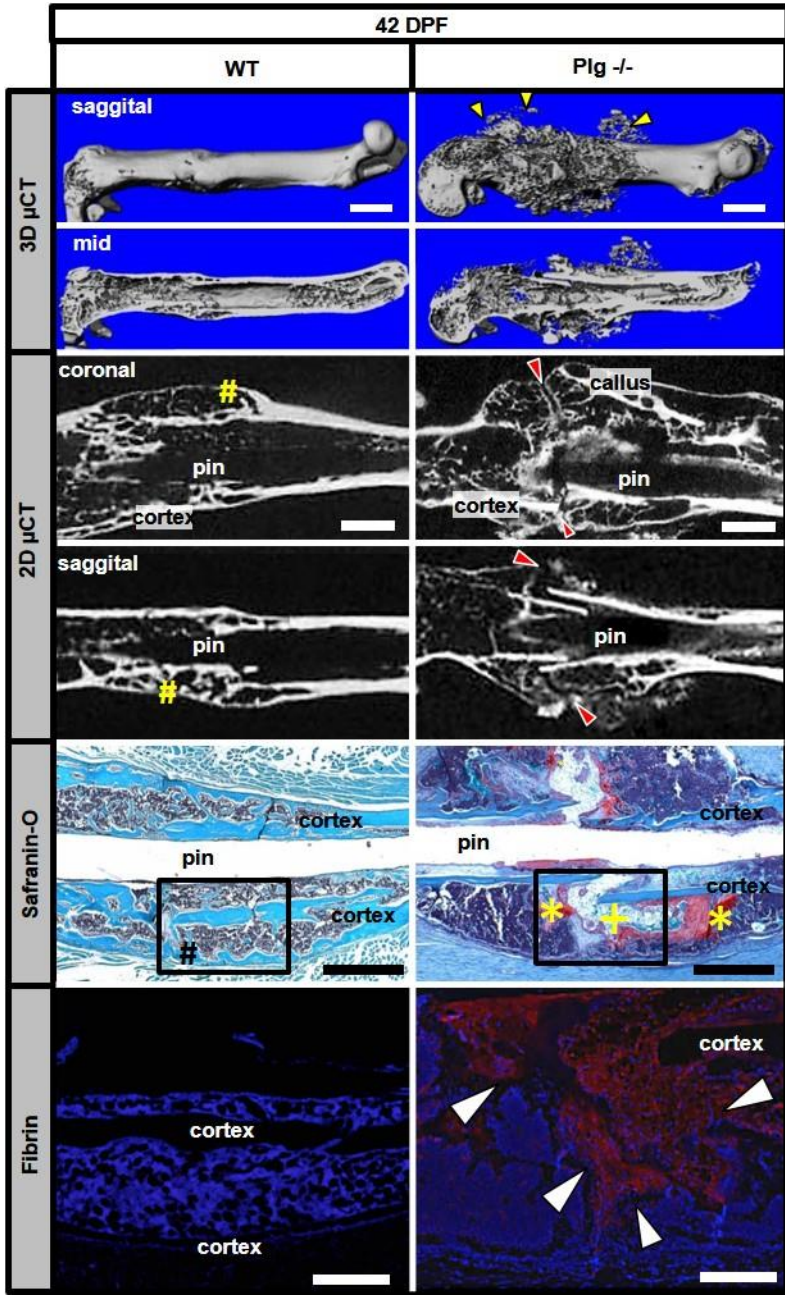 42 DPF
WT
Plg -/-
3D µCT
saggital
mid
2D µCT
coronal
#
pin
cortex
callus
pin
cortex
saggital
pin
#
pin
Safranin-O
cortex
pin
cortex
#
cortex
pin
cortex
*
+
*
Fibrin
cortex
cortex
cortex